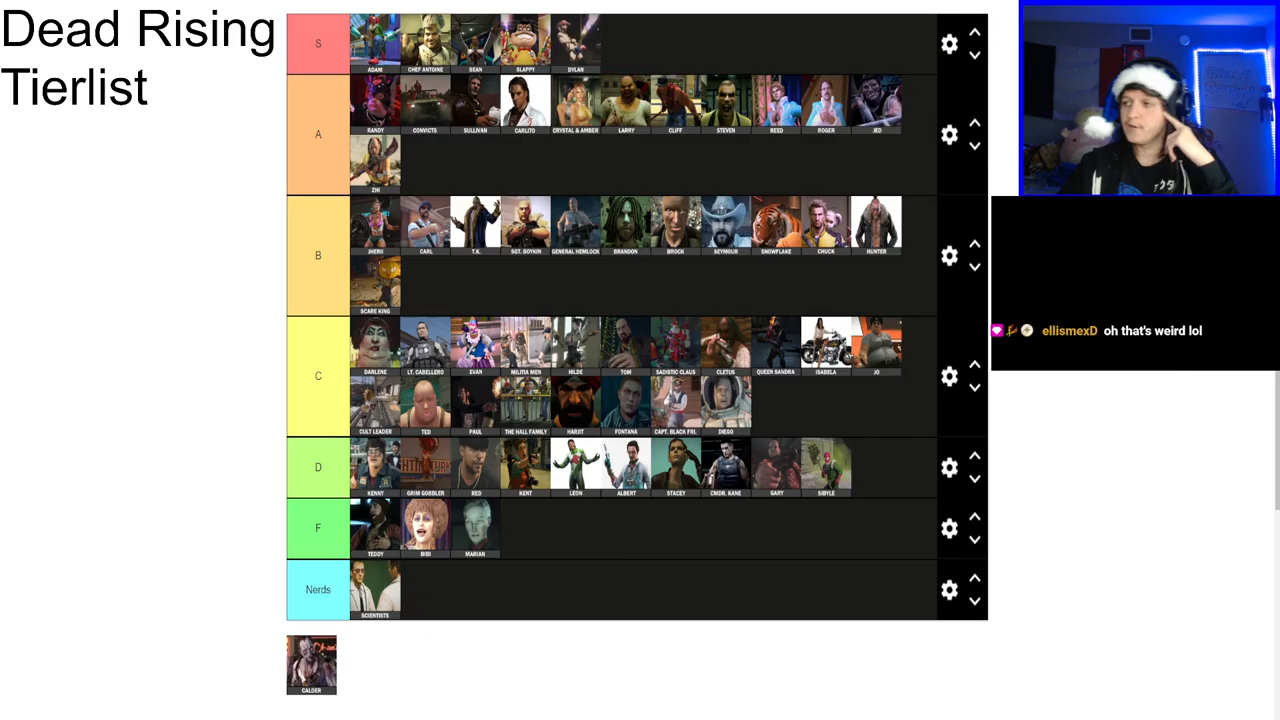 Dead Rising
Tierlist
S
ADAM CHEF ANTOINE SEAN SLAPPY DYLAN
A
RANDY CONVICTS SULLIVAN CARLITO CRYSTAL & AMBER LARRY CLIFF STEVEN REED ROGER JED
ZHI
B
JHERII CARL T.K. SGT. BOYKIN GENERAL HEMLOCK BRANDON BROCK SEYMOUR SNOWFLAKE CHUCK HUNTER
SCARE KING
C
DARLENE LT. CABELLERO EVAN MILITIA MEN HILDE TOM SADISTIC CLAUS CLETUS QUEEN SANDRA ISABELA JO
CULT LEADER TED PAUL THE HALL FAMILY HARJIT FONTANA CAPT. BLACK FRI. DIEGO
D
KENNY GRIM GOBBLER RED KENT LEON ALBERT STACEY CMDR. KANE GARY SIBYLE
F
TEDDY BIBI MARIAN
Nerds
SCIENTISTS
CALDER
ellismexD oh that's weird lol